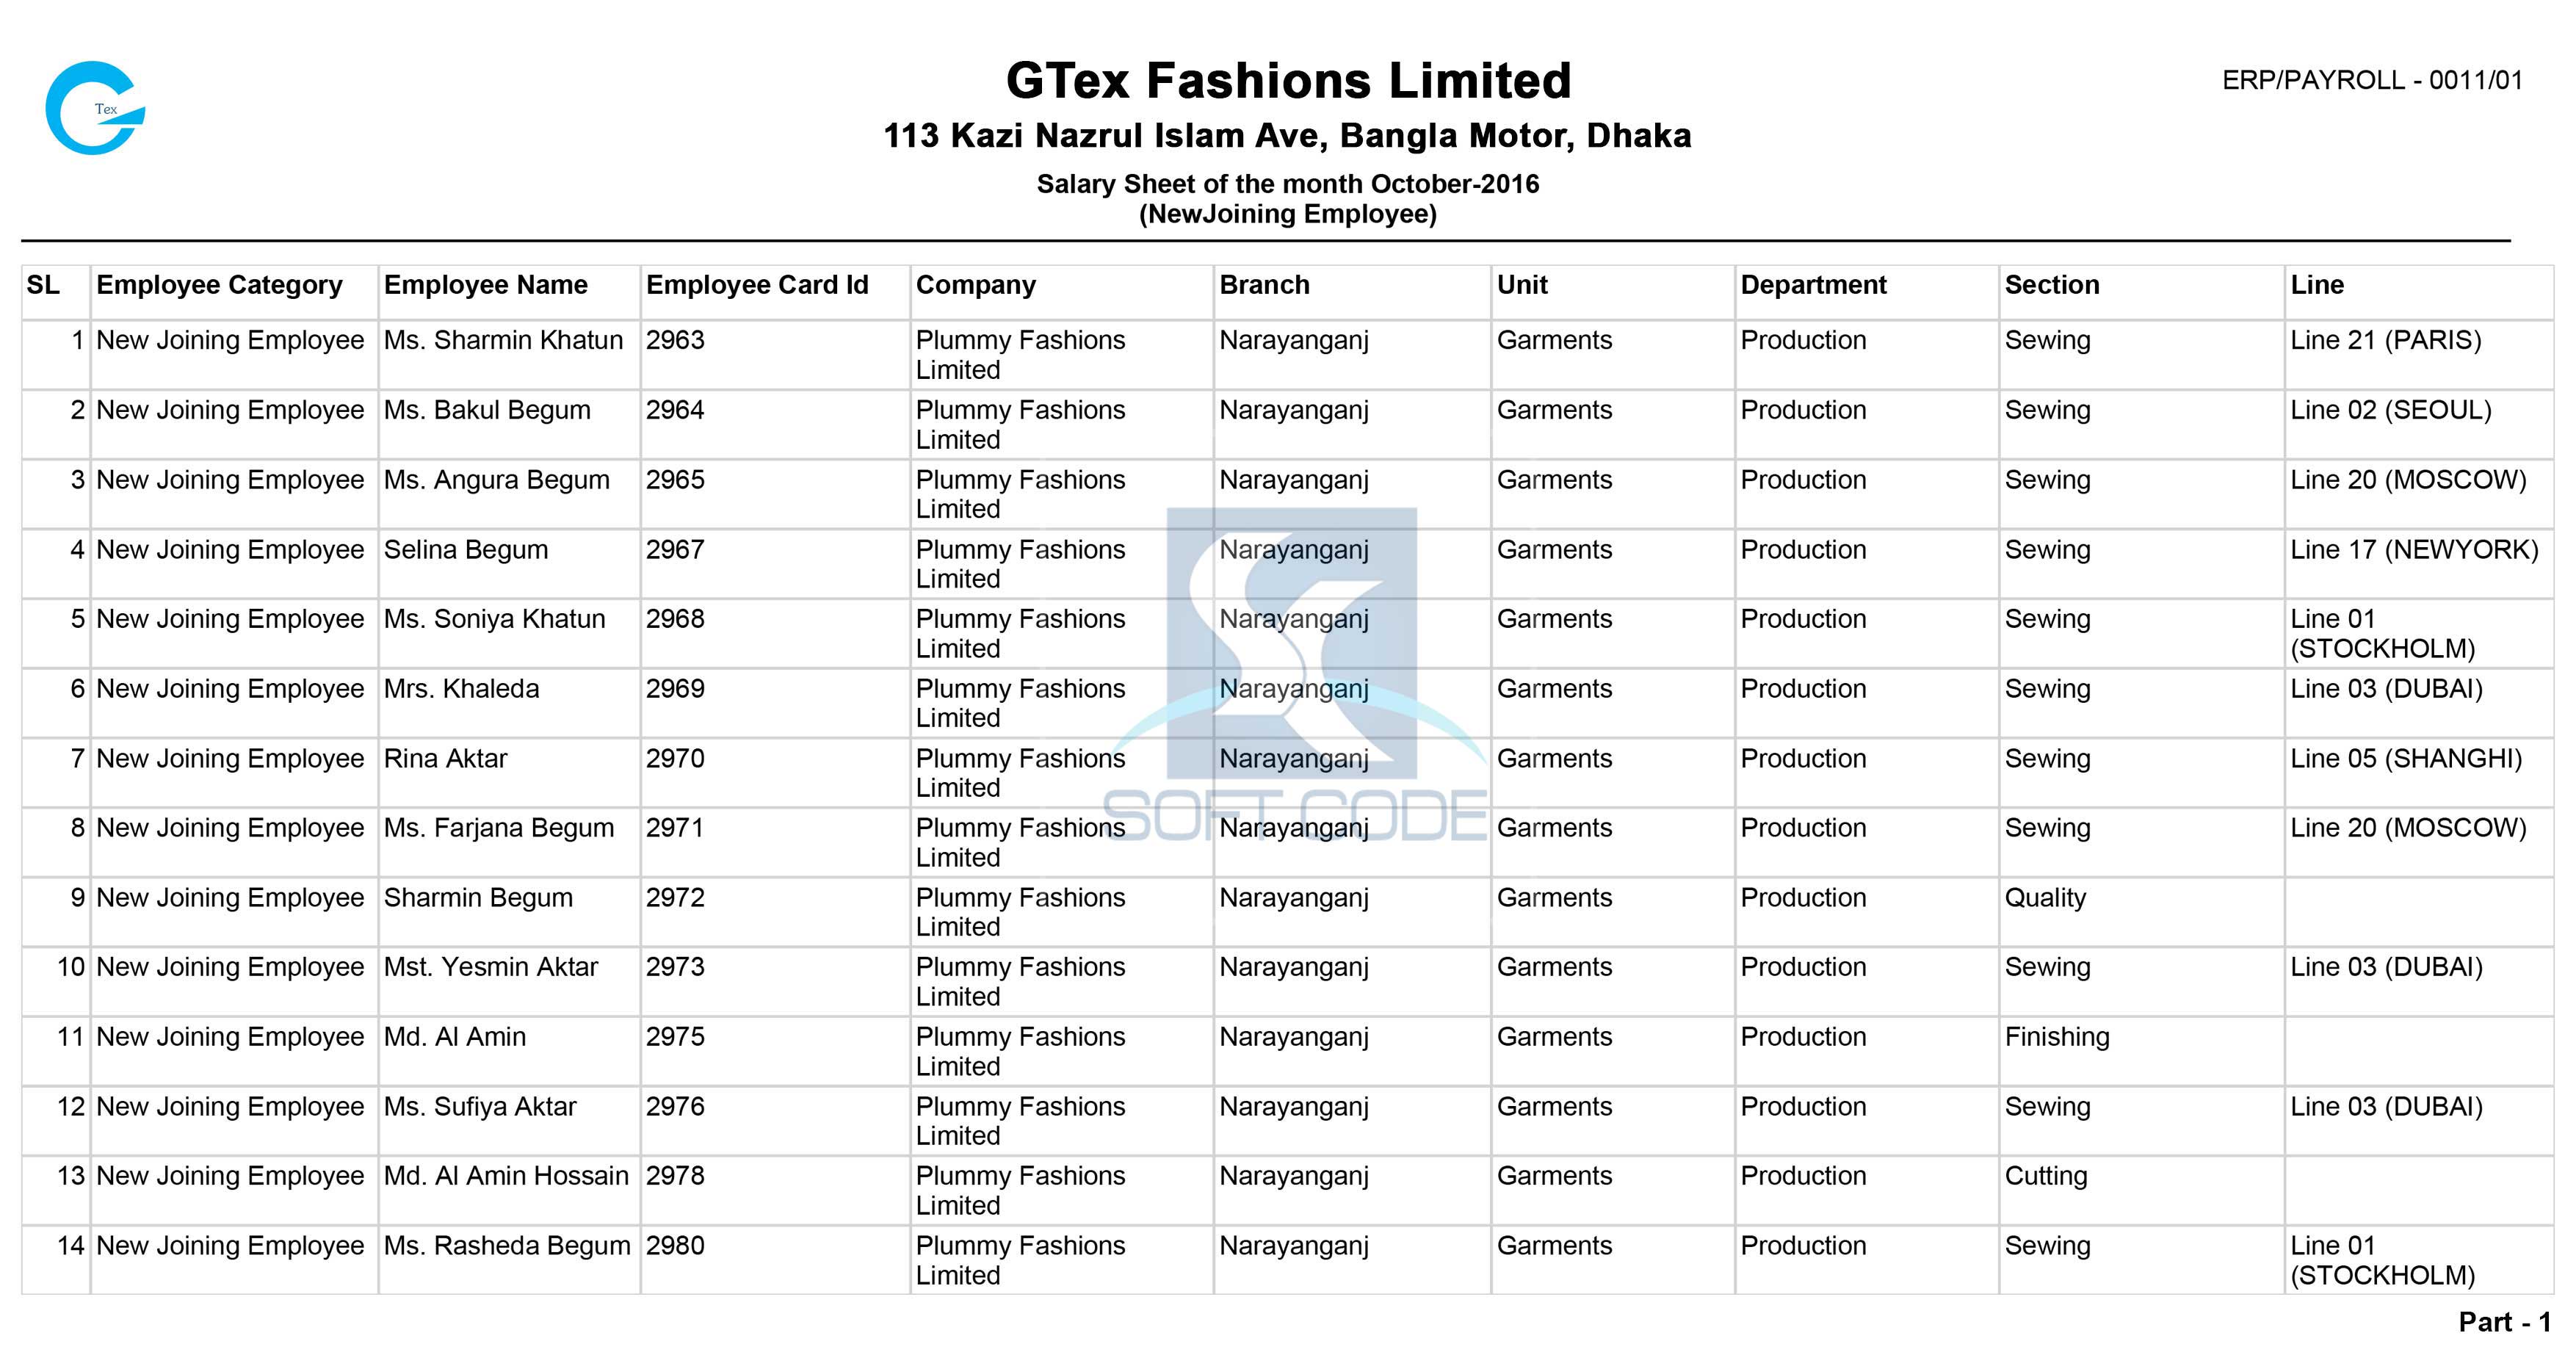 Tex
GTex Fashions Limited
ERP/PAYROLL - 0011/01
113 Kazi Nazrul Islam Ave, Bangla Motor, Dhaka
Salary Sheet of the month October-2016
(NewJoining Employee)
SL Employee Category Employee Name Employee Card Id Company Branch Unit Department Section Line
1 New Joining Employee Ms. Sharmin Khatun 2963 Plummy Fashions Narayanganj Garments Production Sewing Line 21 (PARIS)
Limited
2 New Joining Employee Ms. Bakul Begum 2964 Plummy Fashions Narayanganj Garments Production Sewing Line 02 (SEOUL)
Limited
3 New Joining Employee Ms. Angura Begum 2965 Plummy Fashions Narayanganj Garments Production Sewing Line 20 (MOSCOW)
Limited
4 New Joining Employee Selina Begum 2967 Plummy Fashions Narayanganj Garments Production Sewing Line 17 (NEWYORK)
Limited
5 New Joining Employee Ms. Soniya Khatun 2968 Plummy Fashions Narayanganj Garments Production Sewing Line 01
Limited (STOCKHOLM)
6 New Joining Employee Mrs. Khaleda 2969 Plummy Fashions Narayanganj Garments Production Sewing Line 03 (DUBAI)
Limited
7 New Joining Employee Rina Aktar 2970 Plummy Fashions Narayanganj Garments Production Sewing Line 05 (SHANGHI)
Limited
SOFT CODE
8 New Joining Employee Ms. Farjana Begum 2971 Plummy Fashions Narayanganj Garments Production Sewing Line 20 (MOSCOW)
Limited
9 New Joining Employee Sharmin Begum 2972 Plummy Fashions Narayanganj Garments Production Quality
Limited
10 New Joining Employee Mst. Yesmin Aktar 2973 Plummy Fashions Narayanganj Garments Production Sewing Line 03 (DUBAI)
Limited
11 New Joining Employee Md. Al Amin 2975 Plummy Fashions Narayanganj Garments Production Finishing
Limited
12 New Joining Employee Ms. Sufiya Aktar 2976 Plummy Fashions Narayanganj Garments Production Sewing Line 03 (DUBAI)
Limited
13 New Joining Employee Md. Al Amin Hossain 2978 Plummy Fashions Narayanganj Garments Production Cutting
Limited
14 New Joining Employee Ms. Rasheda Begum 2980 Plummy Fashions Narayanganj Garments Production Sewing Line 01
Limited (STOCKHOLM)
Part - 1